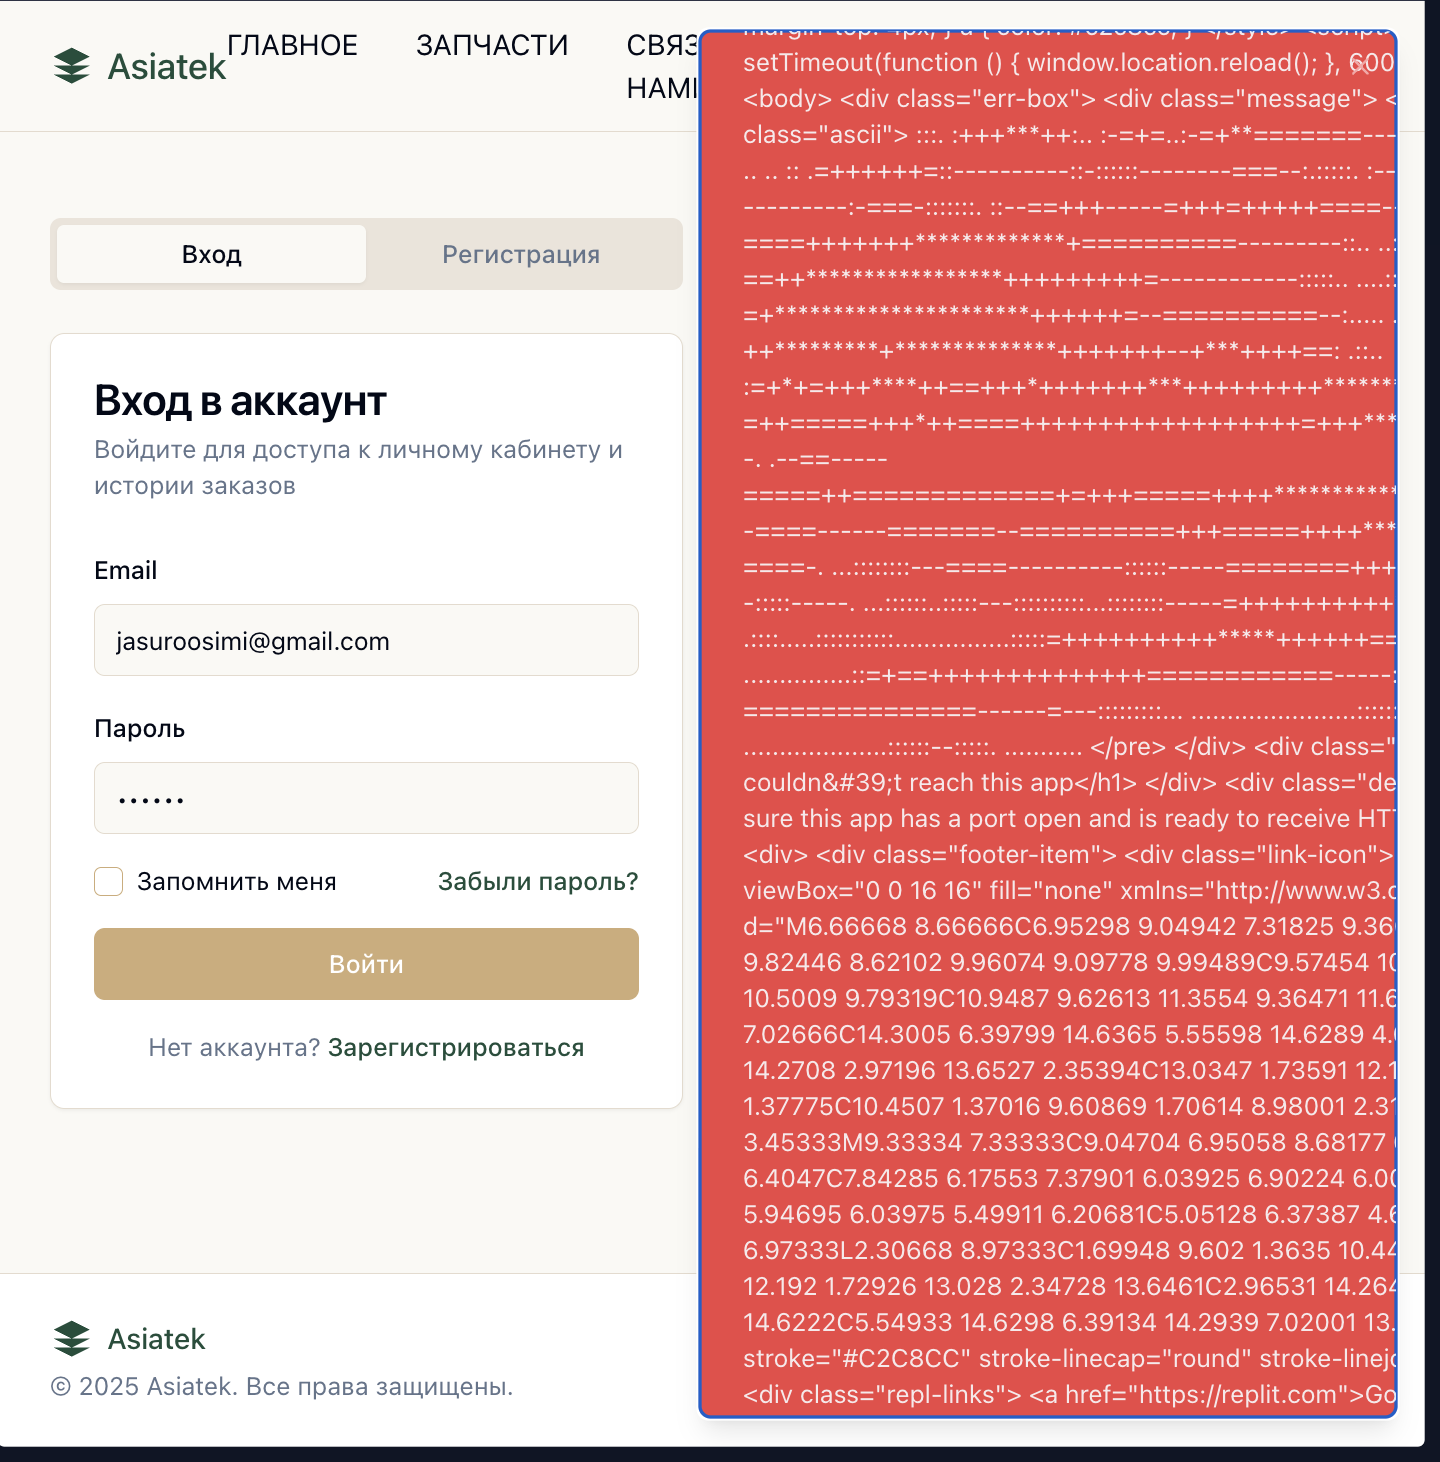 Asiatek
ГЛАВНОЕ
ЗАПЧАСТИ
СВЯЗ
НАМИ
Вход
Регистрация
Вход в аккаунт
Войдите для доступа к личному кабинету и
истории заказов
Email
jasuroosimi@gmail.com
Пароль
••••••
Запомнить меня
Забыли пароль?
Войти
Нет аккаунта? Зарегистрироваться
setTimeout(function () { window.location.reload(); }, 600
<body> <div class="err-box"> <div class="message"> <
class="ascii"> :::. :+++***++:.. :-=+=..:-=+**=======---
.. .. :: .=++++++=::----------::-::::::--------===--:.:::::. :--
---------:-===-:::::::. ::--==+++-----=+++=+++++====-
====+++++++*************+==========---------::.. ..:
==++*****************+++++++++=-----------:::::.. ....::
=+*********************++++++=--==========--:..... .
++*********+**************+++++++--+***++++==: .::..
:=+*+=+++****++==+++*+++++++***+++++++++******
=++=====+++*++====++++++++++++++++++=+++***
-. .--==-----
=====++=============+=+++=====++++**********
-====------=======--==========+++=====++++***
====-. ...::::::::---====----------::::::-----========+++
-:::::-----. ...::::::..:::::---::::::::::...::::::::-----=++++++++++
.::::.....:::::::::::................:::::=++++++++++*****++++++==
...............::=+==++++++++++++++============-----:
===============------=---:::::::::... .......................::::::
....................::::::--:::::. ........... </pre> </div> <div class="
couldn&#39;t reach this app</h1> </div> <div class="de
sure this app has a port open and is ready to receive HT
<div> <div class="footer-item"> <div class="link-icon">
viewBox="0 0 16 16" fill="none" xmlns="http://www.w3.o
d="M6.66668 8.66666C6.95298 9.04942 7.31825 9.36
9.82446 8.62102 9.96074 9.09778 9.99489C9.57454 10
10.5009 9.79319C10.9487 9.62613 11.3554 9.36471 11.6
7.02666C14.3005 6.39799 14.6365 5.55598 14.6289 4.
14.2708 2.97196 13.6527 2.35394C13.0347 1.73591 12.1
1.37775C10.4507 1.37016 9.60869 1.70614 8.98001 2.31
3.45333M9.33334 7.33333C9.04704 6.95058 8.68177
6.4047C7.84285 6.17553 7.37901 6.03925 6.90224 6.00
5.94695 6.03975 5.49911 6.20681C5.05128 6.37387 4.6
6.97333L2.30668 8.97333C1.69948 9.602 1.3635 10.44
12.192 1.72926 13.028 2.34728 13.6461C2.96531 14.264
14.6222C5.54933 14.6298 6.39134 14.2939 7.02001 13.
stroke="#C2C8CC" stroke-linecap="round" stroke-linejo
<div class="repl-links"> <a href="https://replit.com">Go
Asiatek
© 2025 Asiatek. Все права защищены.